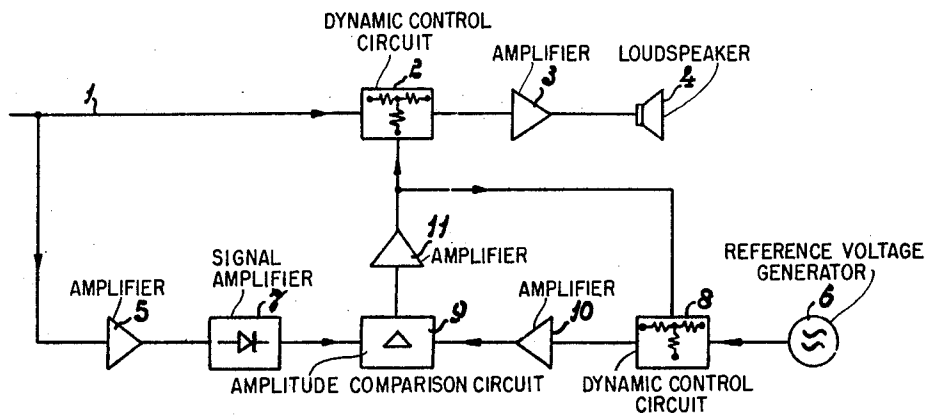 DYNAMIC CONTROL
CIRCUIT
2
AMPLIFIER
3
LOUDSPEAKER
4
1
11
AMPLIFIER
SIGNAL
AMPLIFIER
7
AMPLIFIER
5
9
AMPLIFIER
10
8
REFERENCE VOLTAGE
GENERATOR
6
AMPLITUDE COMPARISON CIRCUIT
DYNAMIC CONTROL
CIRCUIT